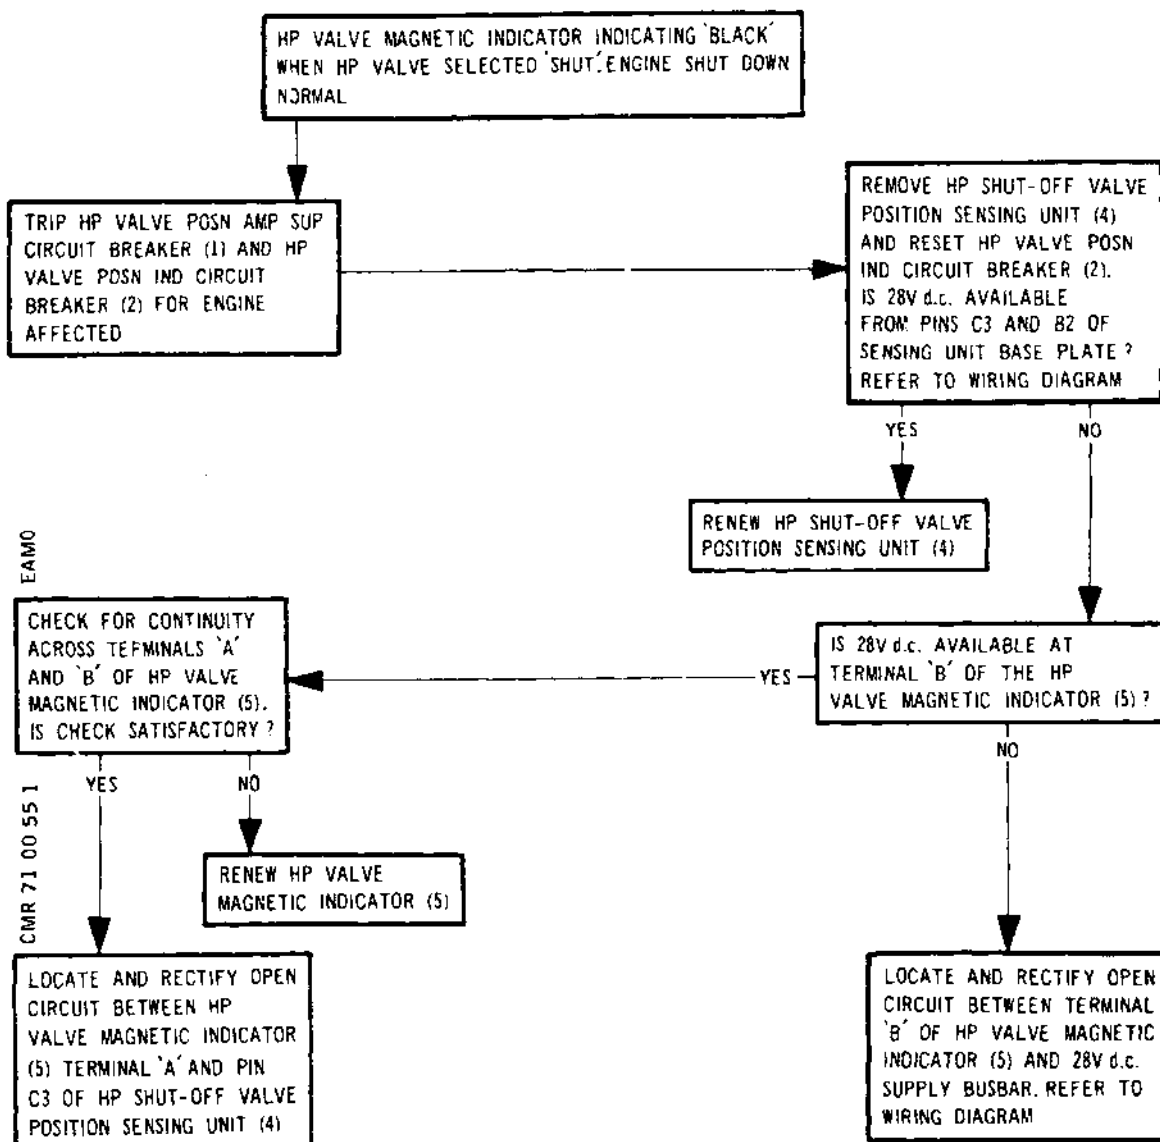 HP VALVE MAGNETIC INDICATOR INDICATING 'BLACK'
WHEN HP VALVE SELECTED 'SHUT'. ENGINE SHUT DOWN
NORMAL
TRIP HP VALVE POSN AMP SUP
CIRCUIT BREAKER (1) AND HP
VALVE POSN IND CIRCUIT
BREAKER (2) FOR ENGINE
AFFECTED
REMOVE HP SHUT-OFF VALVE
POSITION SENSING UNIT (4)
AND RESET HP VALVE POSN
IND CIRCUIT BREAKER (2).
IS 28V d.c. AVAILABLE
FROM PINS C3 AND B2 OF
SENSING UNIT BASE PLATE?
REFER TO WIRING DIAGRAM
YES
NO
RENEW HP SHUT-OFF VALVE
POSITION SENSING UNIT (4)
IS 28V d.c. AVAILABLE AT
TERMINAL 'B' OF THE HP
VALVE MAGNETIC INDICATOR (5)?
YES
NO
CHECK FOR CONTINUITY
ACROSS TERMINALS 'A'
AND 'B' OF HP VALVE
MAGNETIC INDICATOR (5).
IS CHECK SATISFACTORY?
YES
NO
RENEW HP VALVE
MAGNETIC INDICATOR (5)
LOCATE AND RECTIFY OPEN
CIRCUIT BETWEEN HP
VALVE MAGNETIC INDICATOR
(5) TERMINAL 'A' AND PIN
C3 OF HP SHUT-OFF VALVE
POSITION SENSING UNIT (4)
LOCATE AND RECTIFY OPEN
CIRCUIT BETWEEN TERMINAL
'B' OF HP VALVE MAGNETIC
INDICATOR (5) AND 28V d.c.
SUPPLY BUSBAR. REFER TO
WIRING DIAGRAM
EAM0
CMR 71 00 55 1